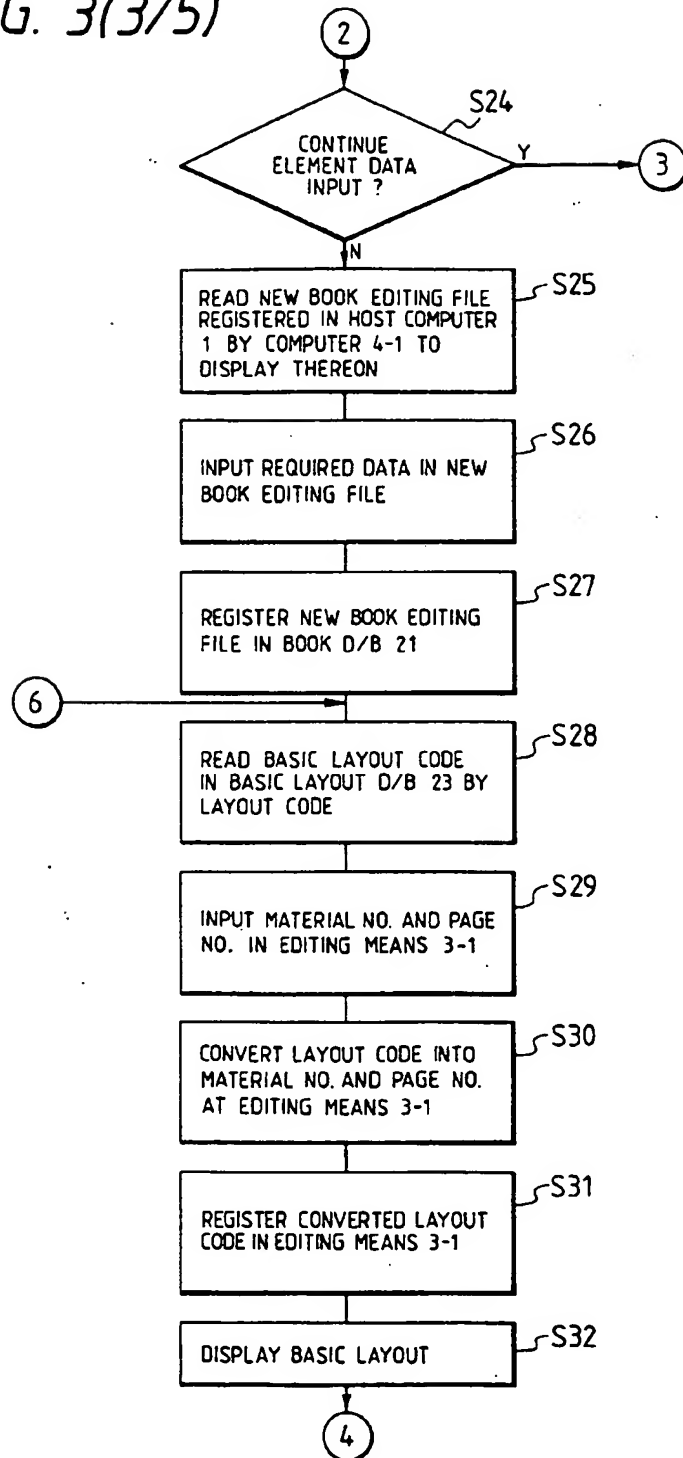 G. 3(3/5)
2
S24
CONTINUE
ELEMENT DATA
INPUT ?
Y
3
N
S25
READ NEW BOOK EDITING FILE
REGISTERED IN HOST COMPUTER
1 BY COMPUTER 4-1 TO
DISPLAY THEREON
S26
INPUT REQUIRED DATA IN NEW
BOOK EDITING FILE
S27
REGISTER NEW BOOK EDITING
FILE IN BOOK D/B 21
6
S28
READ BASIC LAYOUT CODE
IN BASIC LAYOUT D/B 23 BY
LAYOUT CODE
S29
INPUT MATERIAL NO. AND PAGE
NO. IN EDITING MEANS 3-1
S30
CONVERT LAYOUT CODE INTO
MATERIAL NO. AND PAGE NO.
AT EDITING MEANS 3-1
S31
REGISTER CONVERTED LAYOUT
CODE IN EDITING MEANS 3-1
S32
DISPLAY BASIC LAYOUT
4